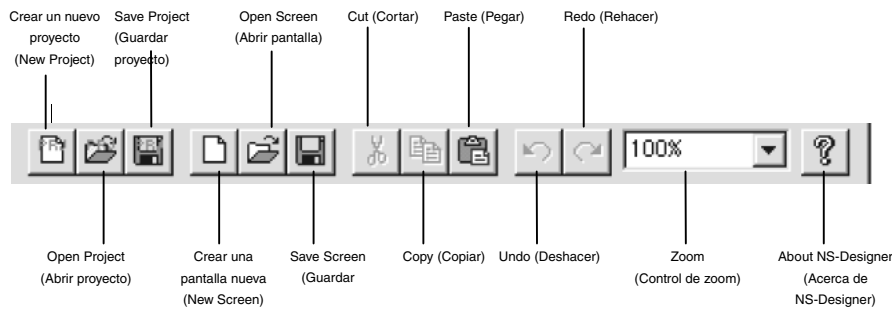 Crear un nuevo
proyecto
(New Project)
Save Project
(Guardar
proyecto)
Open Screen
(Abrir pantalla)
Cut (Cortar)
Paste (Pegar)
Redo (Rehacer)
100%
Open Project
(Abrir proyecto)
Crear una
pantalla nueva
(New Screen)
Save Screen
(Guardar
Copy (Copiar)
Undo (Deshacer)
Zoom
(Control de zoom)
About NS-Designer
(Acerca de
NS-Designer)